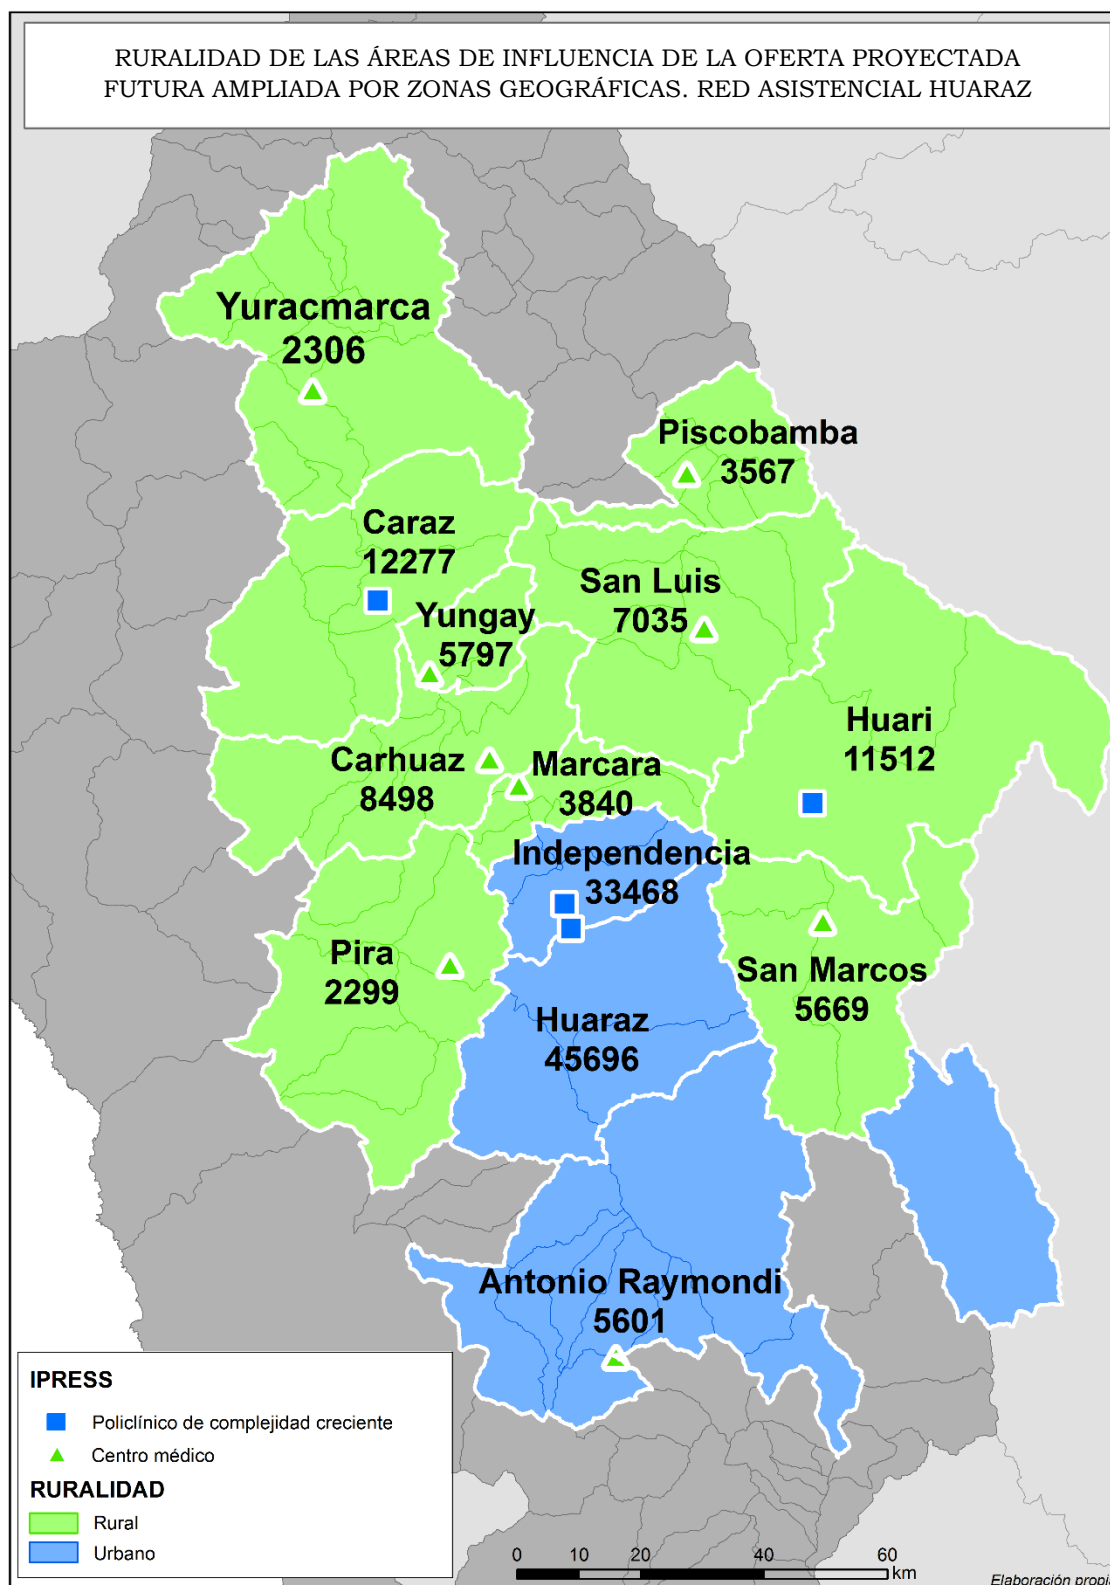 RURALIDAD DE LAS ÁREAS DE INFLUENCIA DE LA OFERTA PROYECTADA
FUTURA AMPLIADA POR ZONAS GEOGRÁFICAS. RED ASISTENCIAL HUARAZ
Yuracmarca
2306
Piscobamba
3567
Caraz
12277
San Luis
7035
Yungay
5797
Huari
11512
Carhuaz
8498
Marcara
3840
Independencia
33468
Pira
2299
San Marcos
5669
Huaraz
45696
Antonio Raymondi
5601
IPRESS
Policlínico de complejidad creciente
Centro médico
RURALIDAD
Rural
Urbano
0 10 20 40 60
km
Elaboración propi